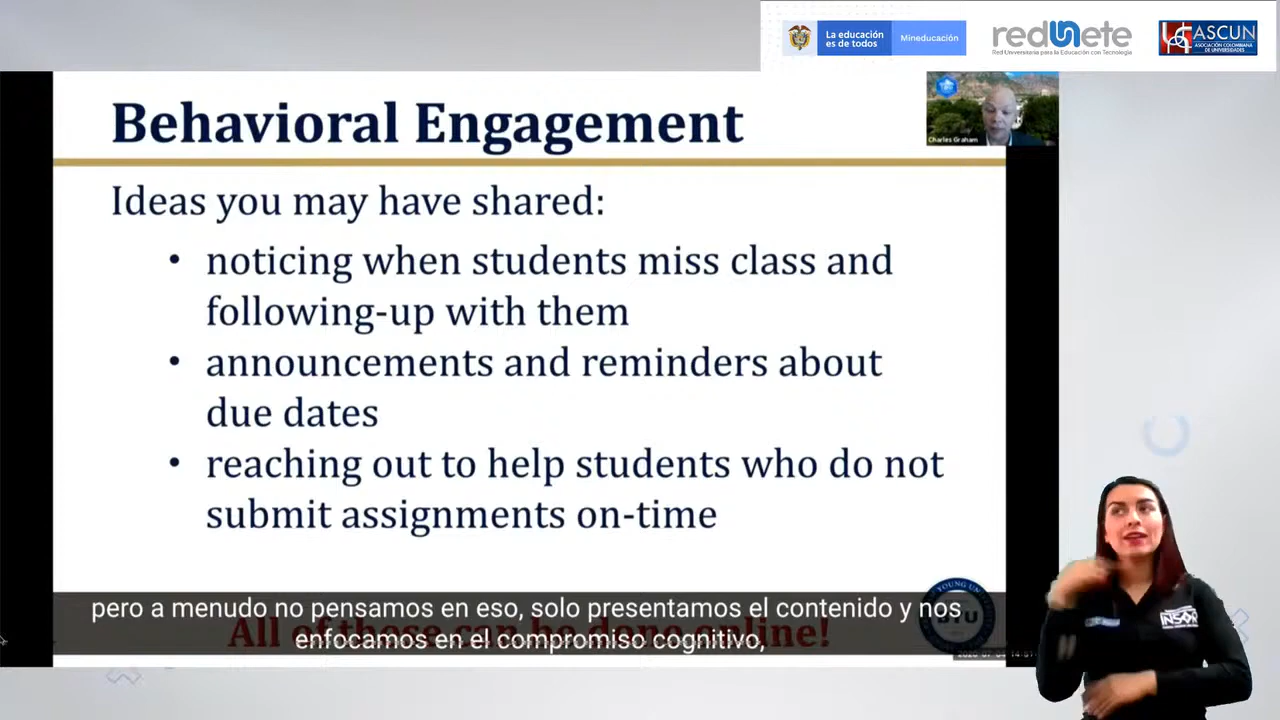 La educación
es de todos
Mineducación
redunete
Red Universitaria para la Educación con Tecnología
ASCUN
ASOCIACIÓN COLOMBIANA
DE UNIVERSIDADES
Behavioral Engagement
Charles Graham
Ideas you may have shared:
• noticing when students miss class and
following-up with them
• announcements and reminders about
due dates
• reaching out to help students who do not
submit assignments on-time
All of these can be done online!
pero a menudo no pensamos en eso, solo presentamos el contenido y nos
enfocamos en el compromiso cognitivo,
INSOR